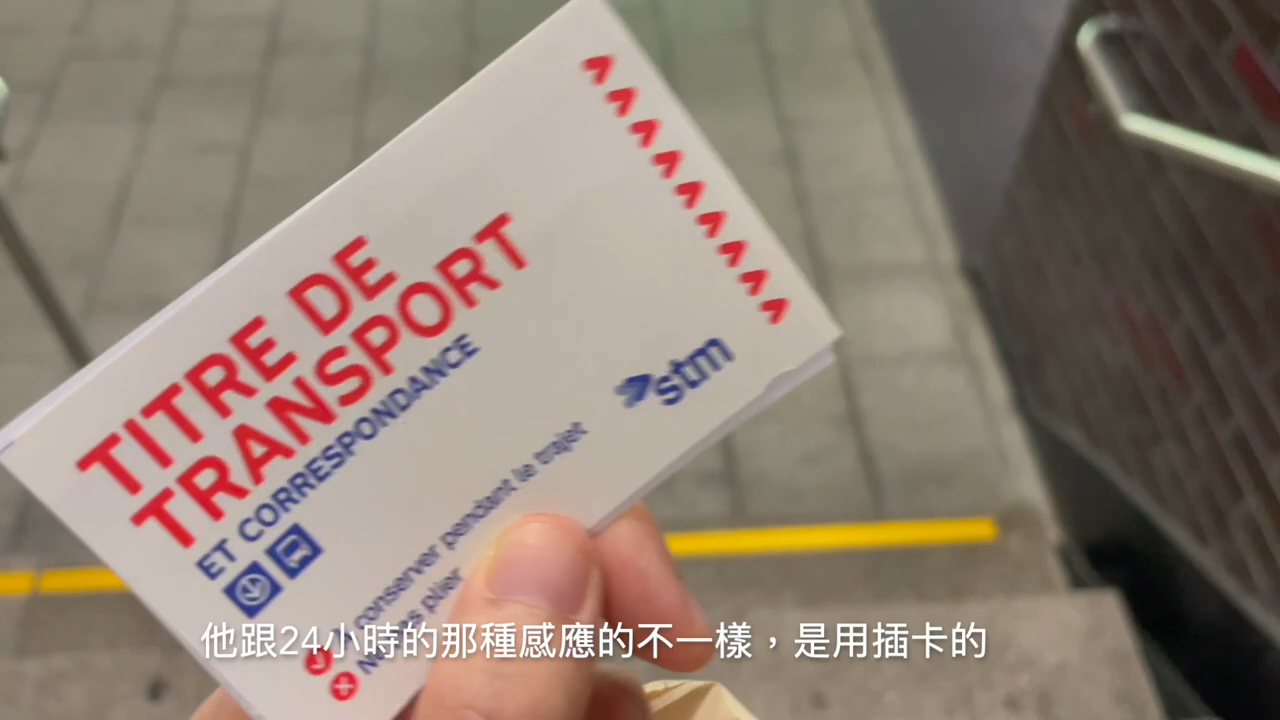 TITRE DE
TRANSPORT
ET CORRESPONDANCE
stm
conserver pendant le trajet
plier
他跟24小時的那種感應的不一樣，是用插卡的